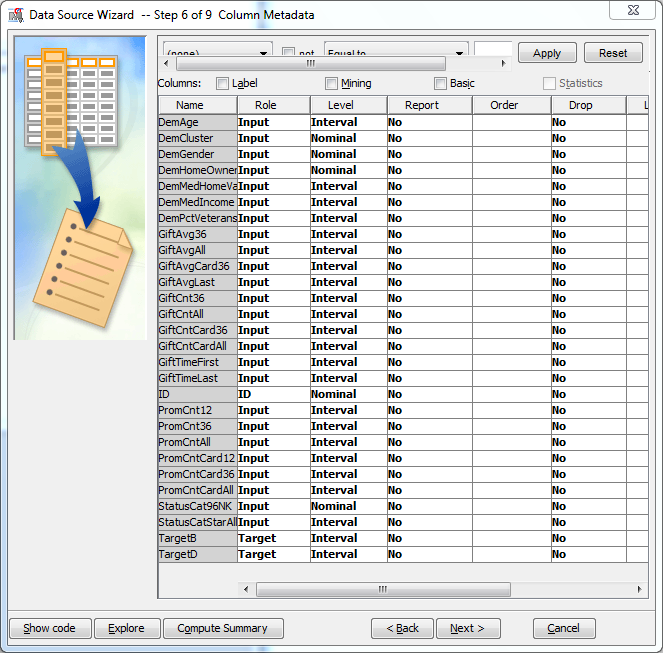 Data Source Wizard -- Step 6 of 9 Column Metadata
(none) not Equal to Apply Reset
Columns: Label Mining Basic Statistics
Name Role Level Report Order Drop L
DemAge Input Interval No No
DemCluster Input Nominal No No
DemGender Input Nominal No No
DemHomeOwner Input Nominal No No
DemMedHomeVa Input Interval No No
DemMedIncome Input Interval No No
DemPctVeterans Input Interval No No
GiftAvg36 Input Interval No No
GiftAvgAll Input Interval No No
GiftAvgCard36 Input Interval No No
GiftAvgLast Input Interval No No
GiftCnt36 Input Interval No No
GiftCntAll Input Interval No No
GiftCntCard36 Input Interval No No
GiftCntCardAll Input Interval No No
GiftTimeFirst Input Interval No No
GiftTimeLast Input Interval No No
ID ID Nominal No No
PromCnt12 Input Interval No No
PromCnt36 Input Interval No No
PromCntAll Input Interval No No
PromCntCard12 Input Interval No No
PromCntCard36 Input Interval No No
PromCntCardAll Input Interval No No
StatusCat96NK Input Nominal No No
StatusCatStarAll Input Interval No No
TargetB Target Interval No No
TargetD Target Interval No No
Show code Explore Compute Summary < Back Next > Cancel